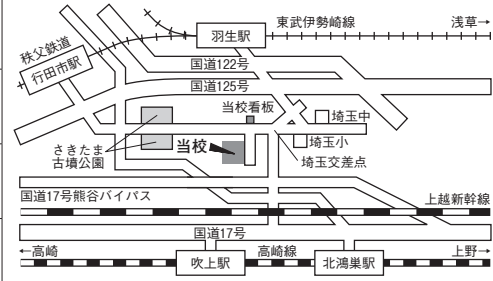 羽生駅
東武伊勢崎線
浅草→
秩父鉄道
行田市駅
国道122号
国道125号
当校看板
埼玉中
さきたま
古墳公園
当校
埼玉小
埼玉交差点
国道17号熊谷バイパス
上越新幹線
国道17号
←高崎
吹上駅
高崎線
北鴻巣駅
上野→